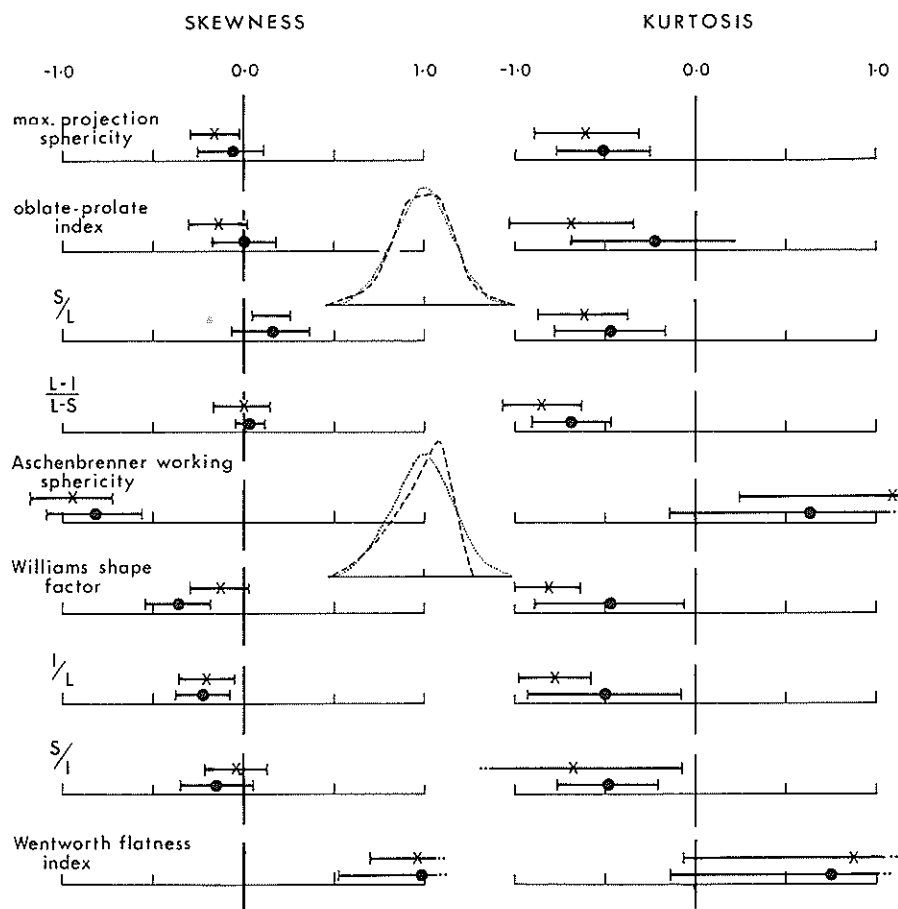 SKEWNESS KURTOSIS
-1.0 0.0 1.0 -1.0 0.0 1.0
max. projection
sphericity
oblate-prolate
index
S/L
L-I
L-S
Aschenbrenner working
sphericity
Williams shape
factor
I/L
S/I
Wentworth flatness
index